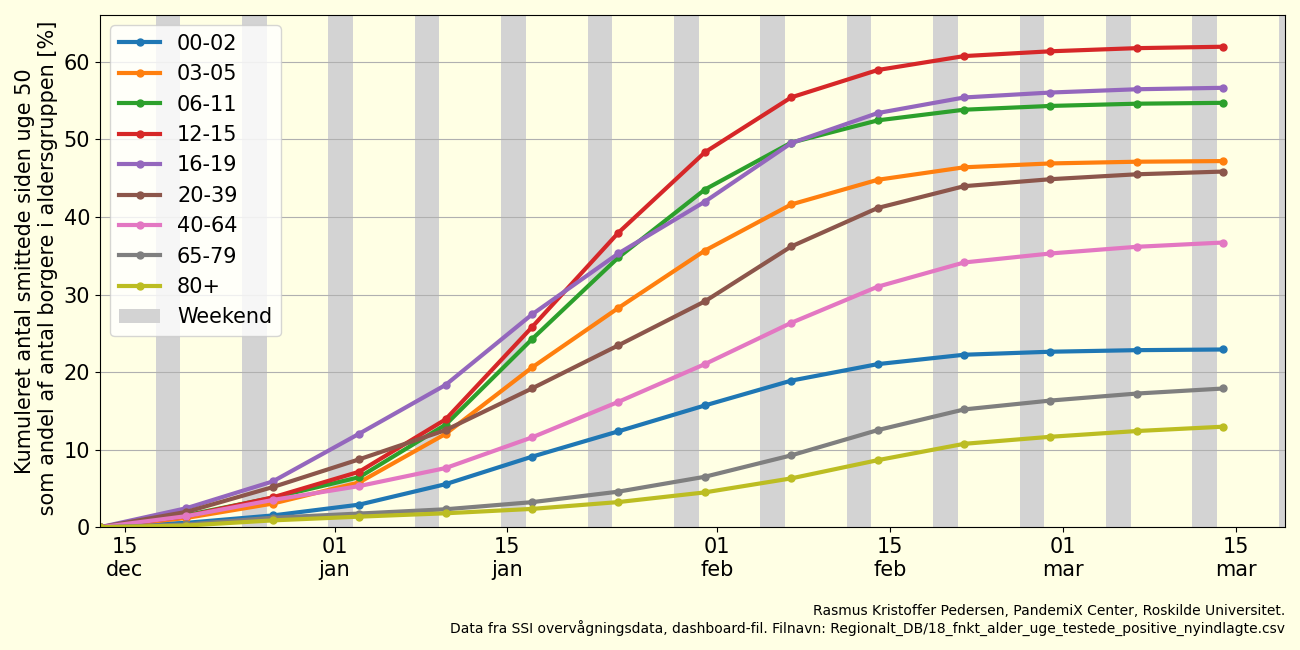 Kumuleret antal smittede siden uge 50
som andel af antal borgere i aldersgruppen [%]
60
50
40
30
20
10
0
00-02
03-05
06-11
12-15
16-19
20-39
40-64
65-79
80+
Weekend
15 01 15 01 15 01 15
dec jan jan feb feb mar mar
Rasmus Kristoffer Pedersen, PandemiX Center, Roskilde Universitet.
Data fra SSI overvågningsdata, dashboard-fil. Filnavn: Regionalt_DB/18_fnkt_alder_uge_testede_positive_nyindlagte.csv